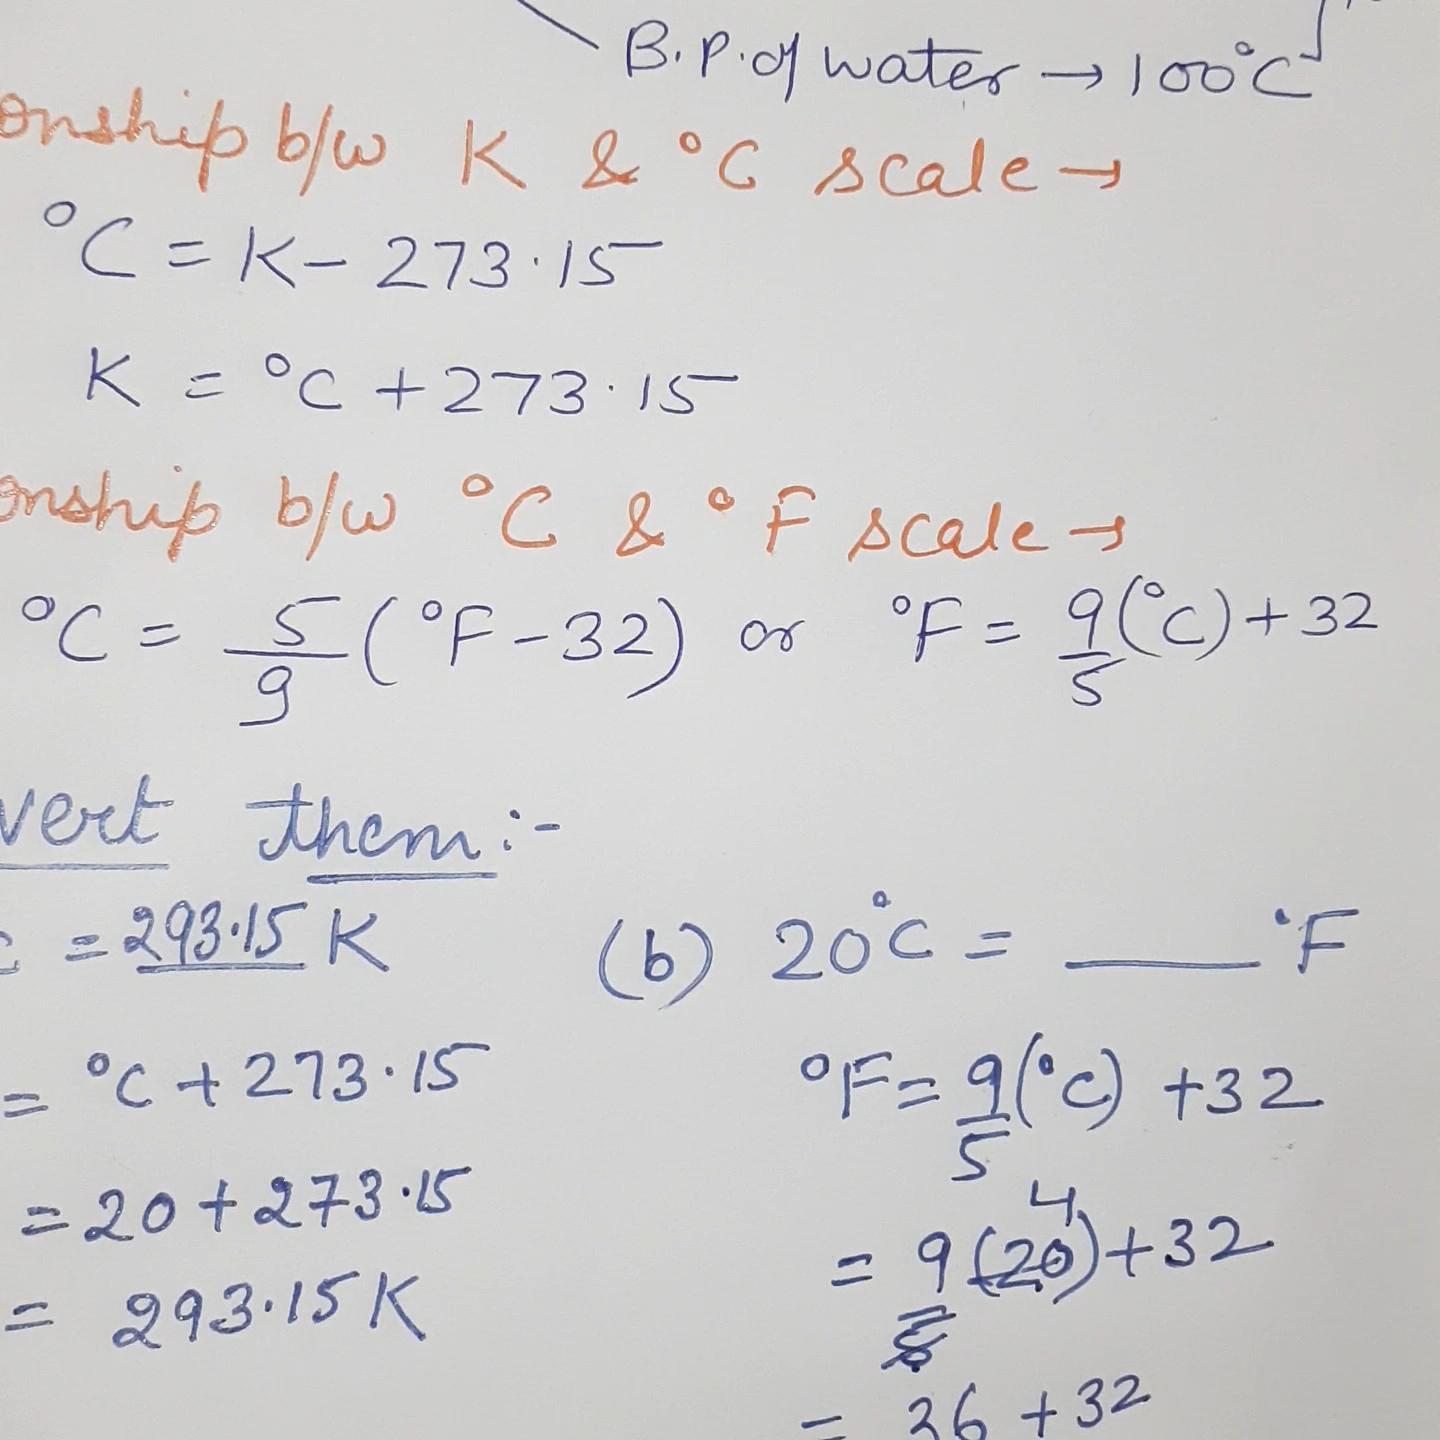 B.P. of water → 100°C
onship b/w K & °C scale →
°C = K - 273.15
K = °C + 273.15
onship b/w °C & °F scale →
°C = 5/9 (°F - 32) or °F = 9/5 (°C) + 32
vert them :-
= 293.15 K
(b) 20°C = ____ °F
= °C + 273.15
°F = 9/5 (°C) + 32
= 20 + 273.15
= 9/5 (20) 4 + 32
= 293.15 K
= 36 + 32